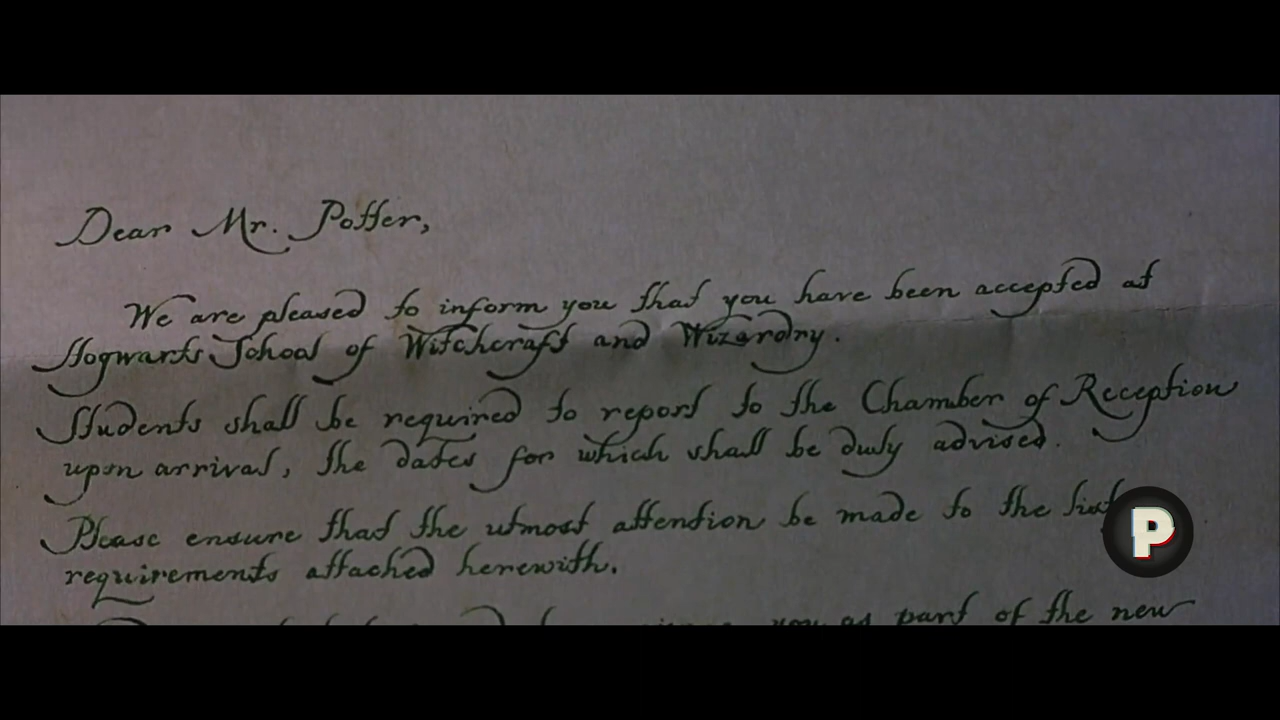 Dear Mr. Potter,
We are pleased to inform you that you have been accepted at
Hogwarts School of Witchcraft and Wizardry.
Students shall be required to report to the Chamber of Reception
upon arrival, the dates for which shall be duly advised.
Please ensure that the utmost attention be made to the list
requirements attached herewith.
you as part of the new
P